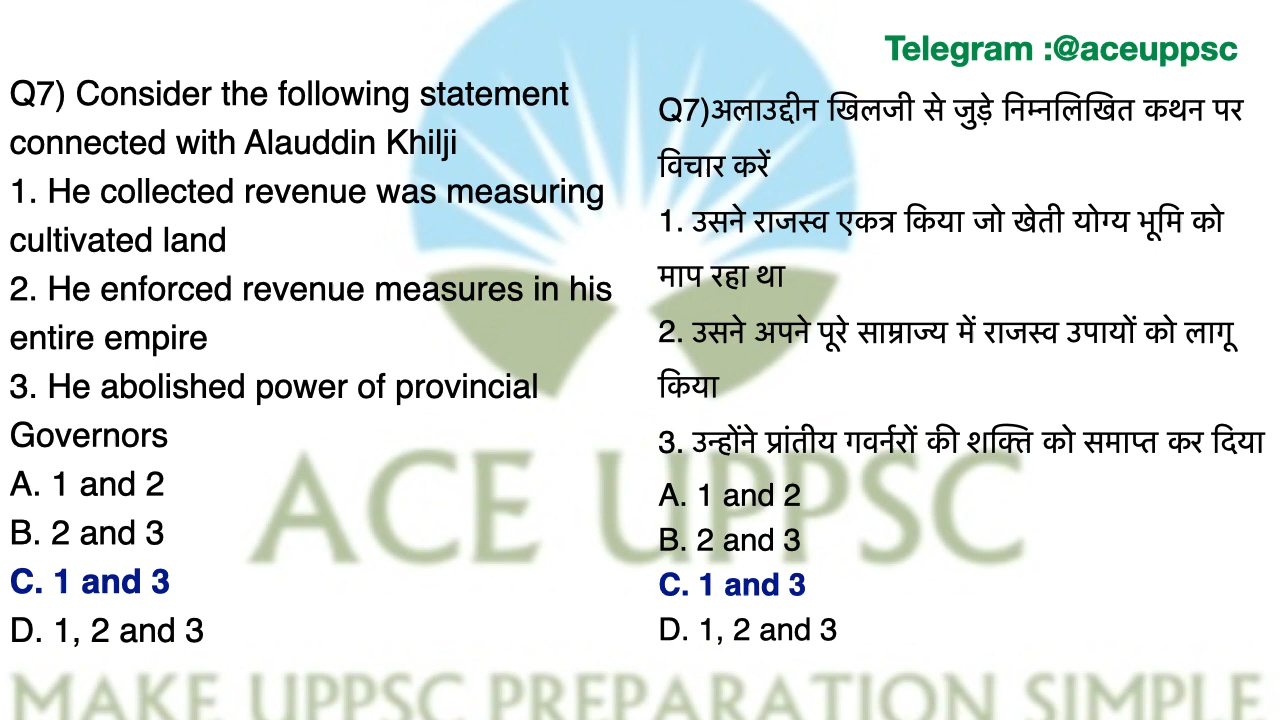 Telegram :@aceuppsc
Q7) Consider the following statement
connected with Alauddin Khilji
1. He collected revenue was measuring
cultivated land
2. He enforced revenue measures in his
entire empire
3. He abolished power of provincial
Governors
A. 1 and 2
B. 2 and 3
C. 1 and 3
D. 1, 2 and 3
Q7)अलाउद्दीन खिलजी से जुड़े निम्नलिखित कथन पर
विचार करें
1. उसने राजस्व एकत्र किया जो खेती योग्य भूमि को
माप रहा था
2. उसने अपने पूरे साम्राज्य में राजस्व उपायों को लागू
किया
3. उन्होंने प्रांतीय गवर्नरों की शक्ति को समाप्त कर दिया
A. 1 and 2
B. 2 and 3
C. 1 and 3
D. 1, 2 and 3
ACE UPPSC
MAKE UPPSC PREPARATION SIMPLE